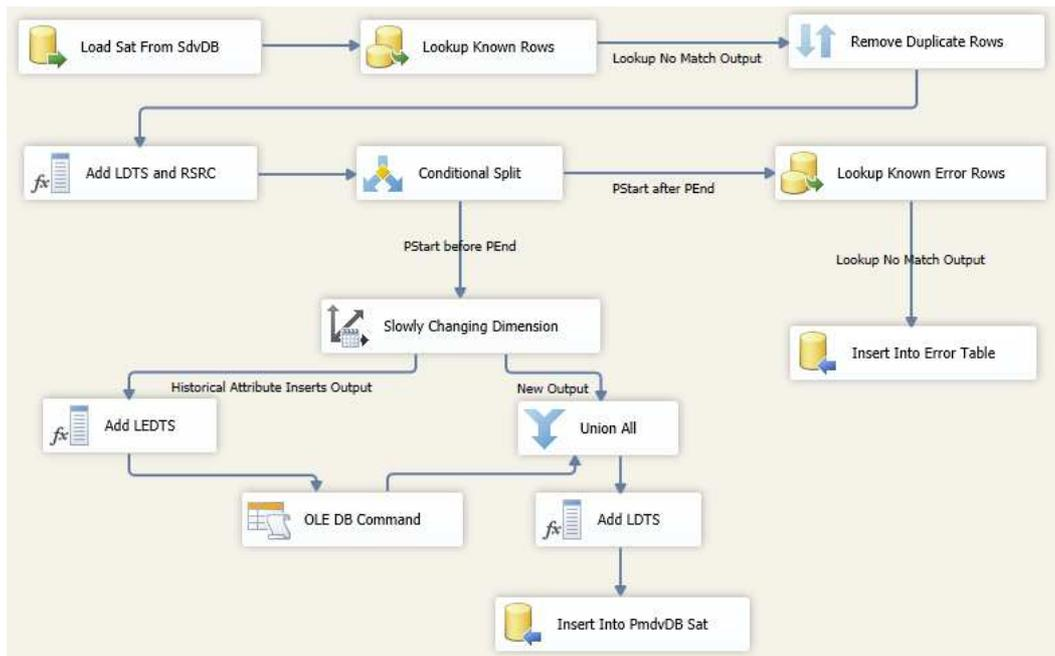 Load Sat From SdvDB
Lookup Known Rows
Lookup No Match Output
Remove Duplicate Rows
fx
Add LDTS and RSRC
Conditional Split
PStart after PEnd
Lookup Known Error Rows
PStart before PEnd
Lookup No Match Output
Slowly Changing Dimension
Insert Into Error Table
Historical Attribute Inserts Output
New Output
fx
Add LEDTS
Union All
OLE DB Command
fx
Add LDTS
Insert Into PmdvDB Sat